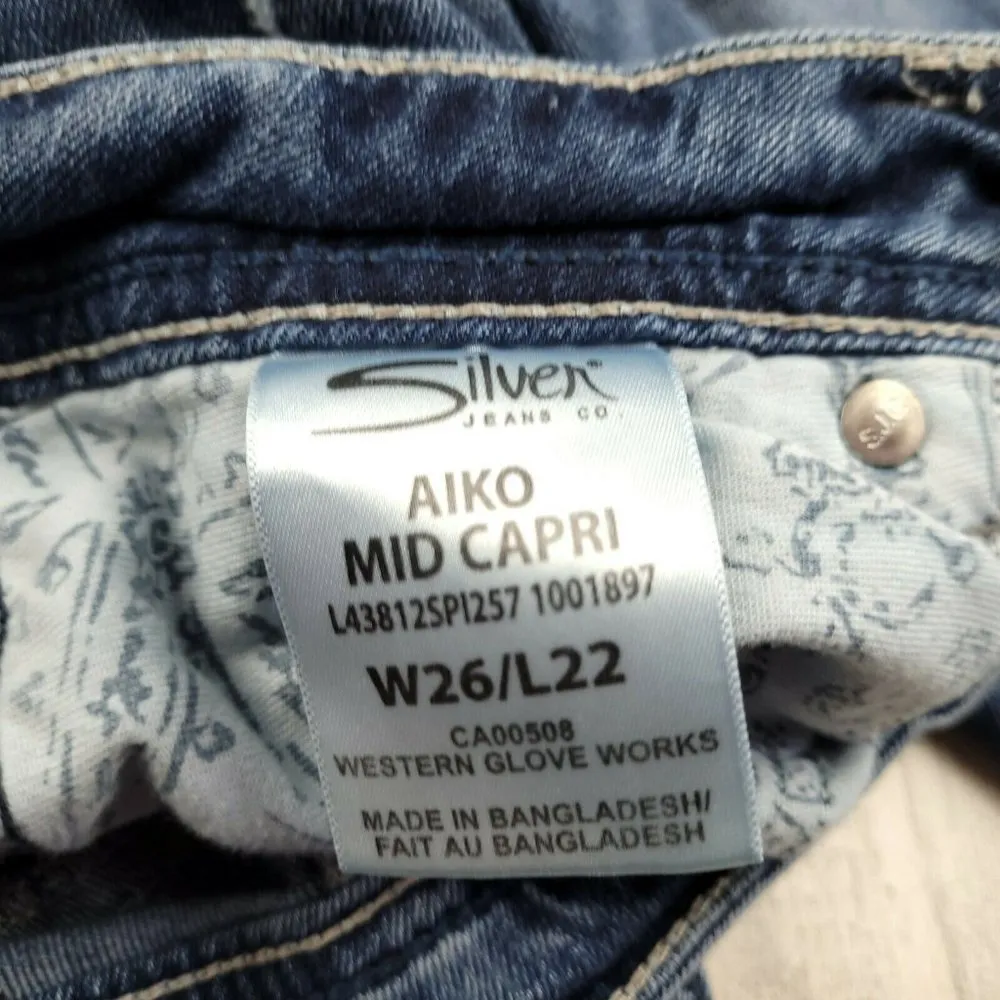 Silver™
JEANS CO.
AIKO
MID CAPRI
L43812SPI257 1001897
W26/L22
CA00508
WESTERN GLOVE WORKS
MADE IN BANGLADESH/
FAIT AU BANGLADESH